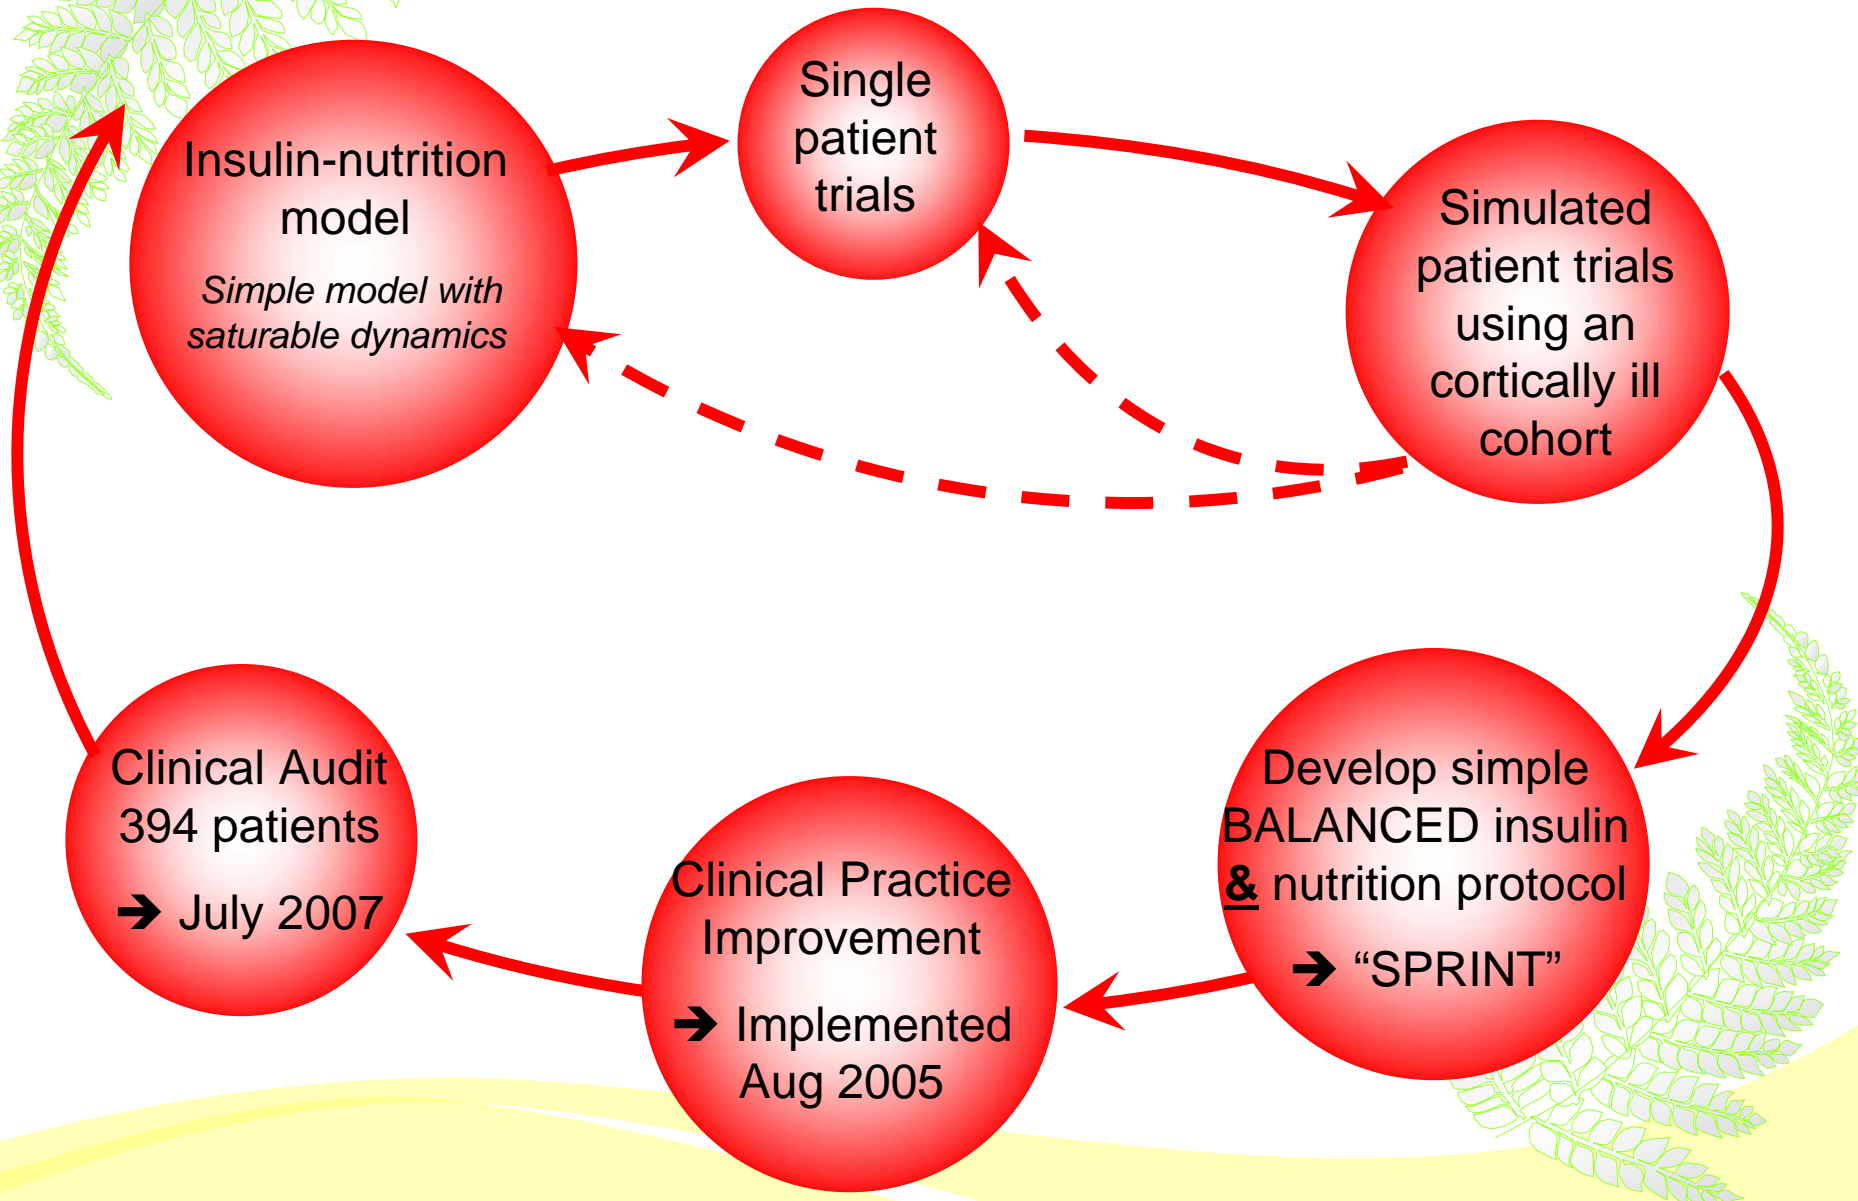 Insulin-nutrition
model
Simple model with
saturable dynamics
Single
patient
trials
Simulated
patient trials
using an
cortically ill
cohort
Develop simple
BALANCED insulin
& nutrition protocol
➔ “SPRINT”
Clinical Practice
Improvement
➔ Implemented
Aug 2005
Clinical Audit
394 patients
➔ July 2007